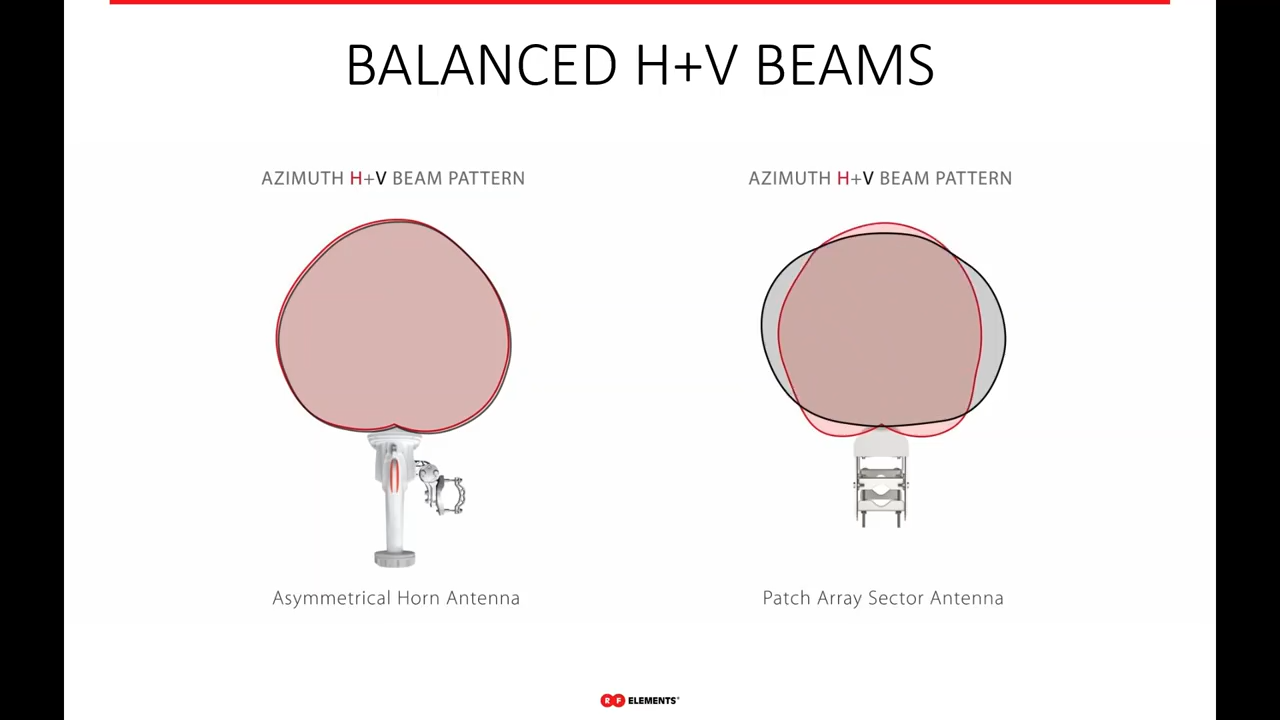 BALANCED H+V BEAMS
AZIMUTH H+V BEAM PATTERN
AZIMUTH H+V BEAM PATTERN
Asymmetrical Horn Antenna
Patch Array Sector Antenna
RF ELEMENTS